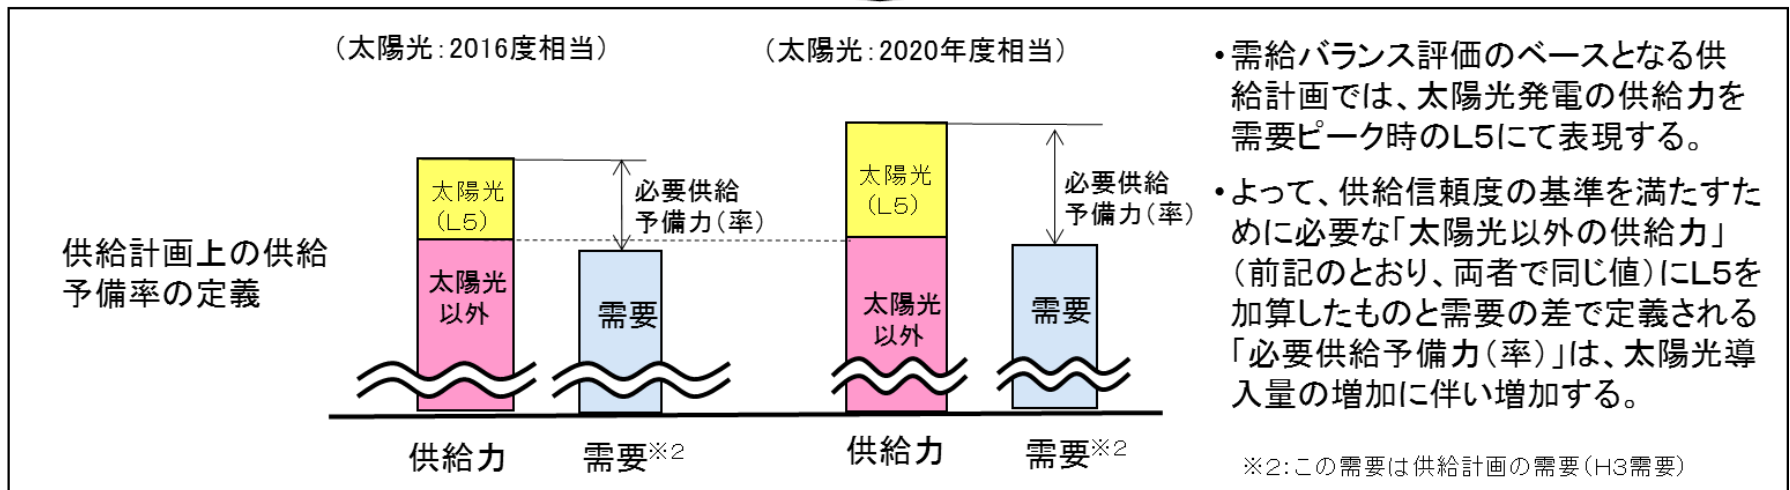 (太陽光:2016度相当)
(太陽光:2020年度相当)
供給計画上の供給
予備率の定義
太陽光
(L5)
太陽光
以外
必要供給
予備力(率)
需要
供給力
需要※2
太陽光
(L5)
太陽光
以外
必要供給
予備力(率)
需要
供給力
需要※2
・需給バランス評価のベースとなる供
給計画では、太陽光発電の供給力を
需要ピーク時のL5にて表現する。
・よって、供給信頼度の基準を満たすた
めに必要な「太陽光以外の供給力」
(前記のとおり、両者で同じ値)にL5を
加算したものと需要の差で定義される
「必要供給予備力(率)」は、太陽光導
入量の増加に伴い増加する。
※2:この需要は供給計画の需要(H3需要)